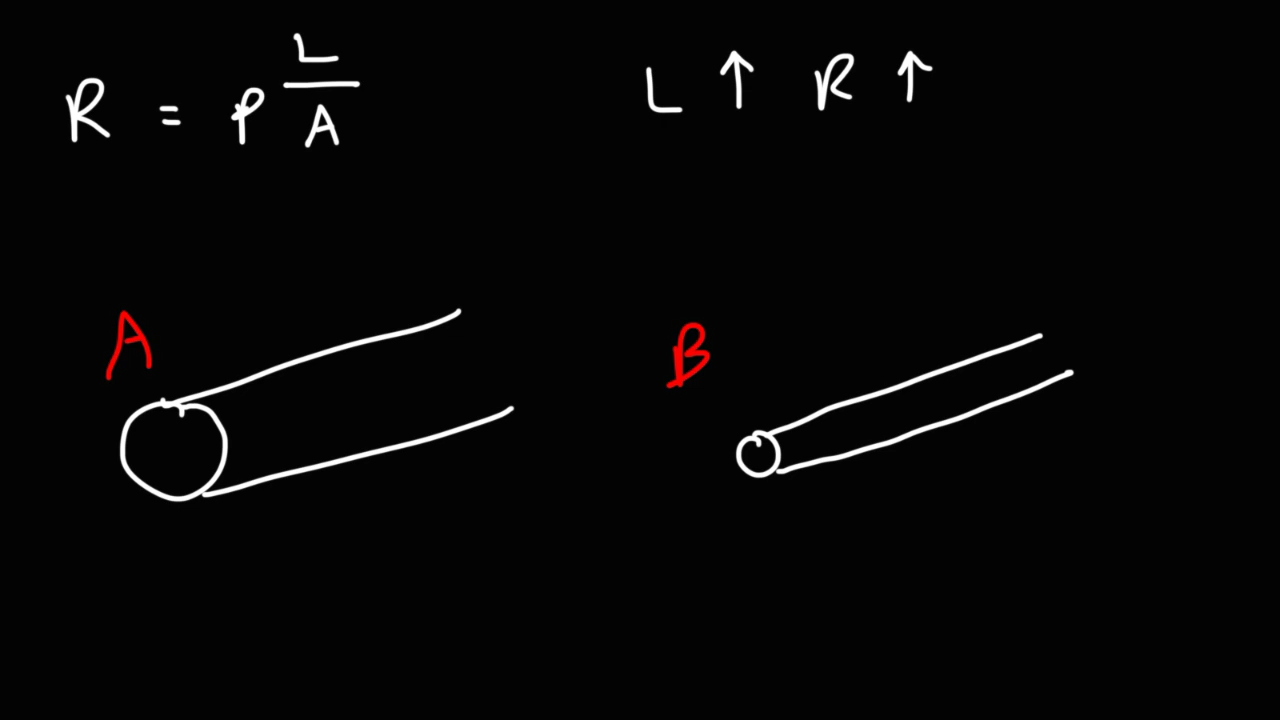 R = ρ L/A
L ↑ R ↑
A
B